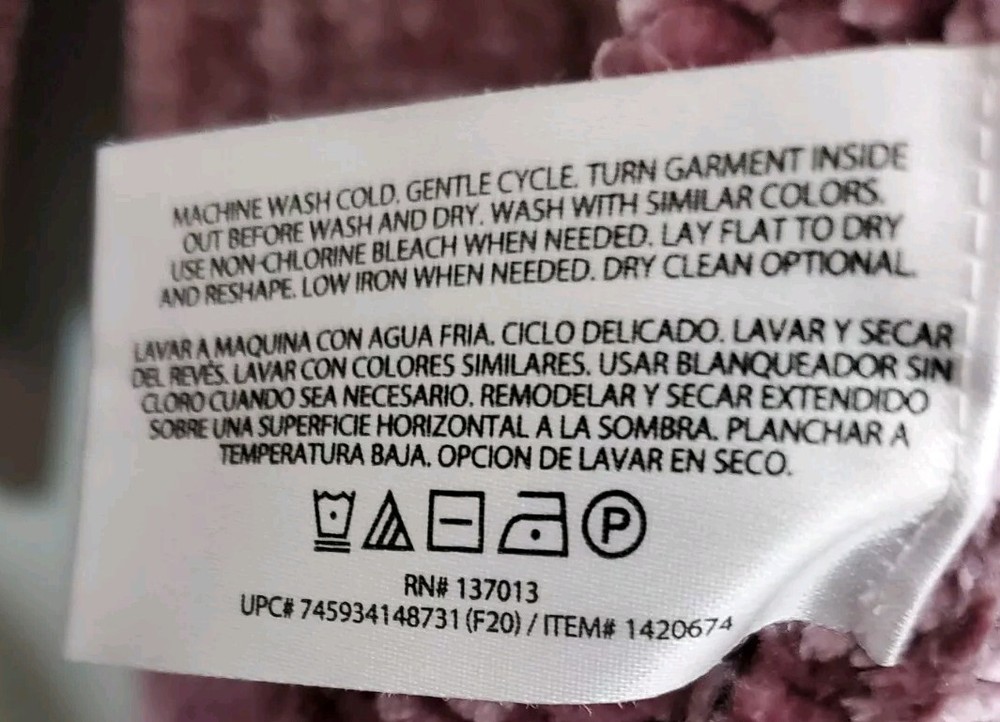 MACHINE WASH COLD. GENTLE CYCLE. TURN GARMENT INSIDE
OUT BEFORE WASH AND DRY. WASH WITH SIMILAR COLORS.
USE NON-CHLORINE BLEACH WHEN NEEDED. LAY FLAT TO DRY
AND RESHAPE. LOW IRON WHEN NEEDED. DRY CLEAN OPTIONAL.
LAVAR A MAQUINA CON AGUA FRIA. CICLO DELICADO. LAVAR Y SECAR
DEL REVÉS. LAVAR CON COLORES SIMILARES. USAR BLANQUEADOR SIN
CLORO CUANDO SEA NECESARIO. REMODELAR Y SECAR EXTENDIDO
SOBRE UNA SUPERFICIE HORIZONTAL A LA SOMBRA. PLANCHAR A
TEMPERATURA BAJA. OPCION DE LAVAR EN SECO.
P
RN# 137013
UPC# 745934148731 (F20) / ITEM# 1420674